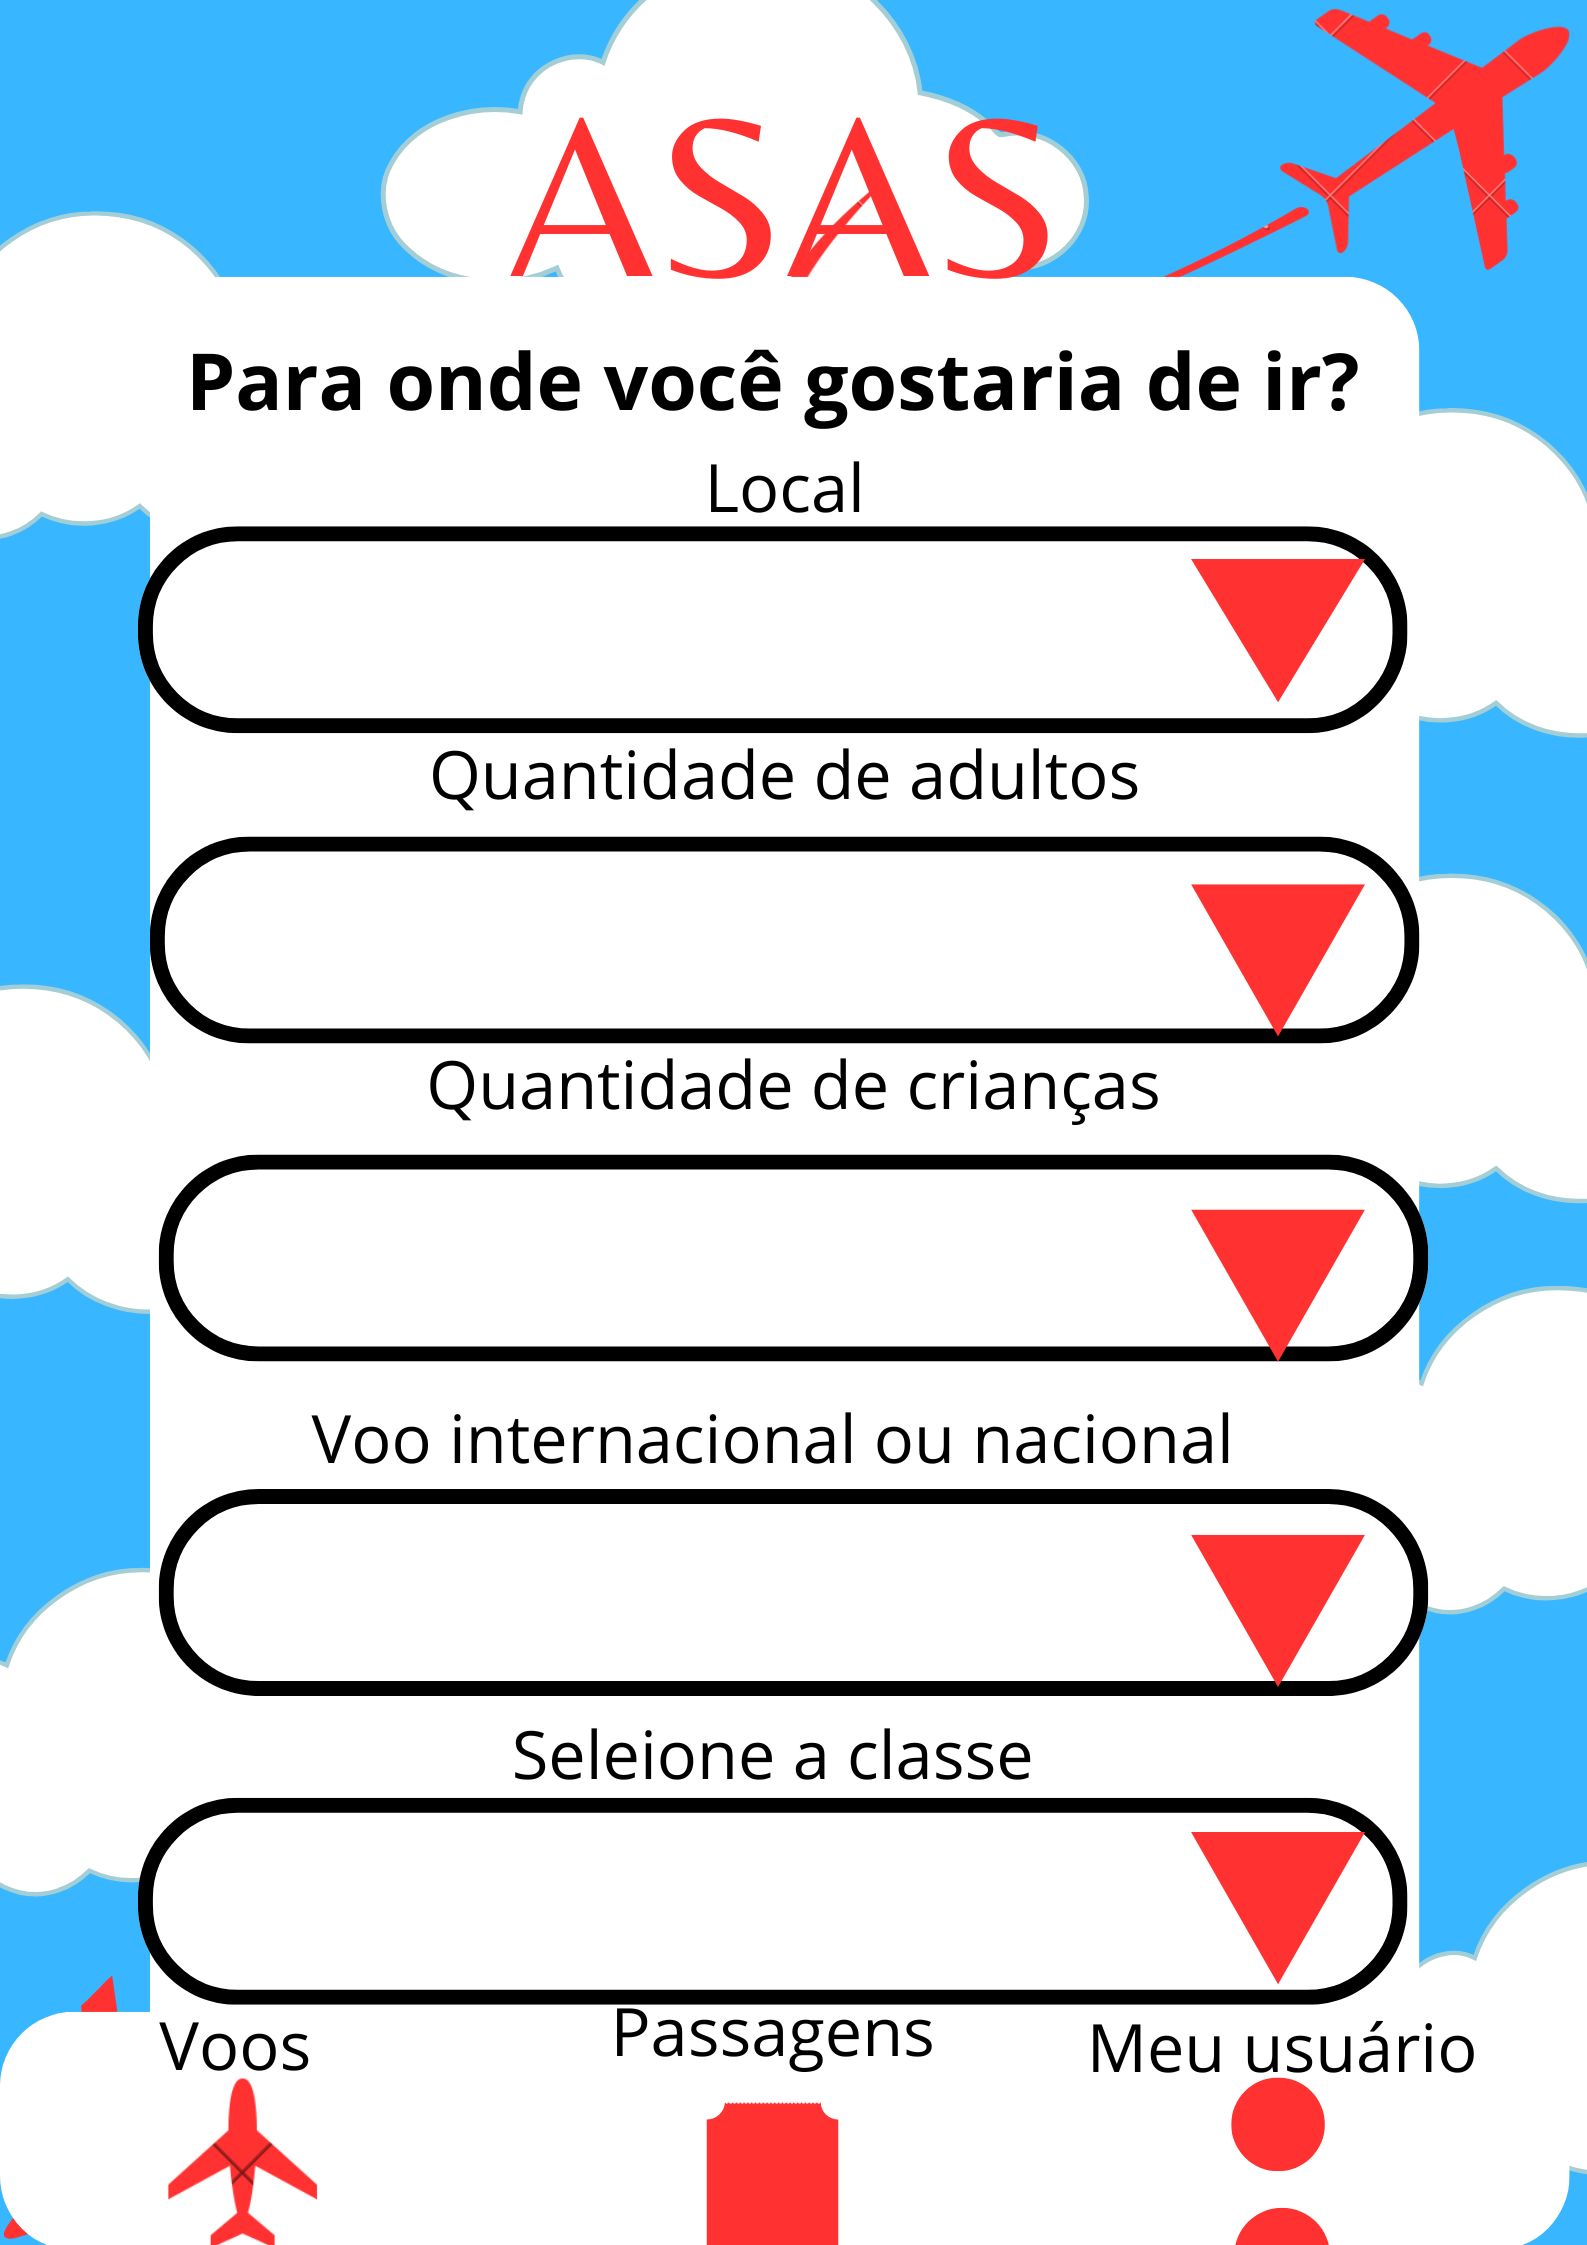 ASAS
Para onde você gostaria de ir?
Local
Quantidade de adultos
Quantidade de crianças
Voo internacional ou nacional
Seleione a classe
Voos
Passagens
Meu usuário